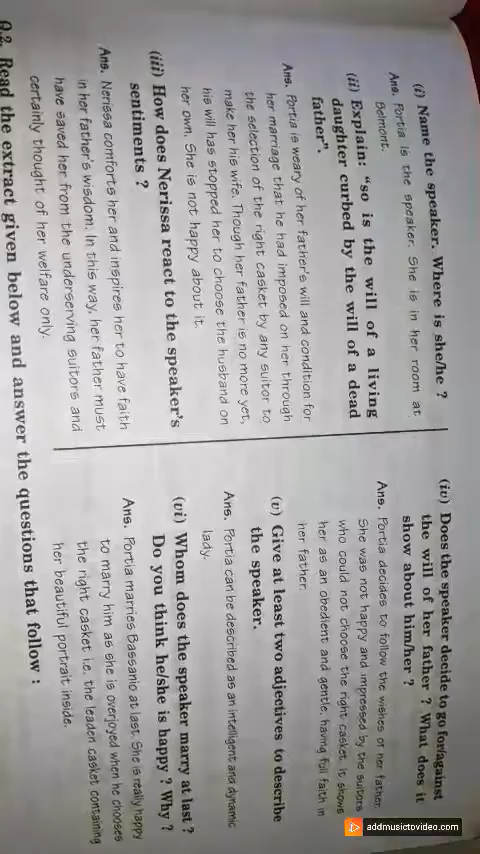 (i) Name the speaker. Where is she/he ?
Ans. Portia is the speaker. She is in her room at
Belmont.
(ii) Explain: "so is the will of a living
daughter curbed by the will of a dead
father".
Ans. Portia is weary of her father's will and condition for
her marriage that he had imposed on her through
the selection of the right casket by any suitor to
make her his wife. Though her father is no more yet,
his will has stopped her to choose the husband on
her own. She is not happy about it.
(iii) How does Nerissa react to the speaker's
sentiments ?
Ans. Nerissa comforts her and inspires her to have faith
in her father's wisdom. In this way, her father must
have saved her from the underserving suitors and
certainly thought of her welfare only.
(iv) Does the speaker decide to go for/against
the will of her father ? What does it
show about him/her ?
Ans. Portia decides to follow the wishes of her father.
She was not happy and impressed by the suitors
who could not choose the right casket. It shows
her as an obedient and gentle, having full faith in
her father.
(v) Give at least two adjectives to describe
the speaker.
Ans. Portia can be described as an intelligent and dynamic
lady.
(vi) Whom does the speaker marry at last ?
Do you think he/she is happy ? Why ?
Ans. Portia marries Bassanio at last. She is really happy
to marry him as she is overjoyed when he chooses
the right casket i.e. the leaden casket containing
her beautiful portrait inside.
Q.2. Read the extract given below and answer the questions that follow :
addmusictovideo.com